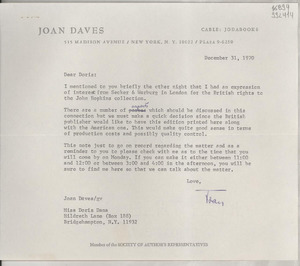 JOAN DAVES
CABLE: JODABOOKS
515 MADISON AVENUE / NEW YORK, N. Y. 10022 / PLAZA 9-6250
December 31, 1970
Dear Doris:
I mentioned to you briefly the other night that I had an expression
of interest from Secker & Warburg in London for the British rights to
the John Hopkins collection.
aspects
There are a number of which should be discussed in this
connection but we must make a quick decision since the British
publisher would like to have this edition printed here along
with the American one. This would make quite good sense in terms
of production costs and possibly quality control.
This note just to go on record regarding the matter and as a
reminder to you to please check with me as to the time that you
will come by on Monday. If you can make it either between 11:00
and 12:00 or between 3:00 and 4:00 in the afternoon, you will be
sure to find me here so that we can talk about the matter.
Love,
Joan
Joan Daves/gv
Miss Doris Dana
Hildreth Lane (Box 188)
Bridgehampton, N.Y. 11932
Member of the SOCIETY OF AUTHOR'S REPRESENTATIVES